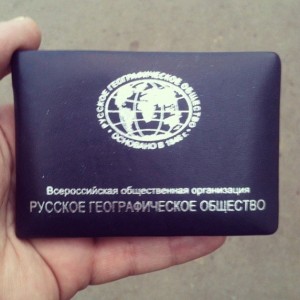 • РУССКОЕ ГЕОГРАФИЧЕСКОЕ ОБЩЕСТВО •
ОСНОВАНО В 1845 г.
Всероссийская общественная организация
РУССКОЕ ГЕОГРАФИЧЕСКОЕ ОБЩЕСТВО